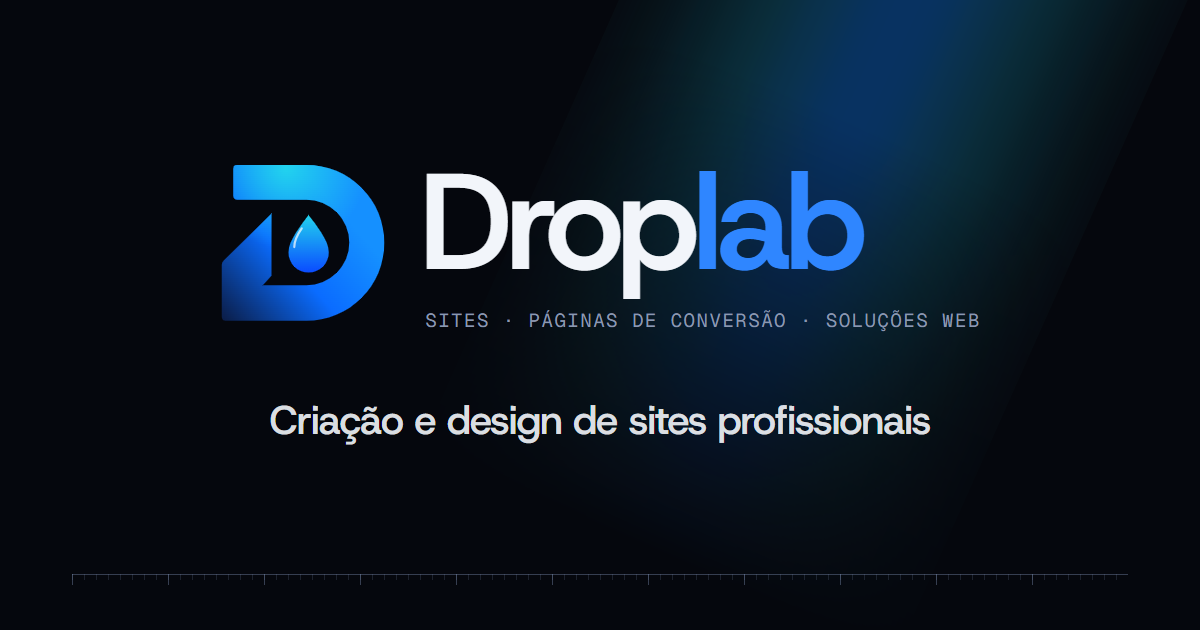 Droplab
SITES · PÁGINAS DE CONVERSÃO · SOLUÇÕES WEB
Criação e design de sites profissionais